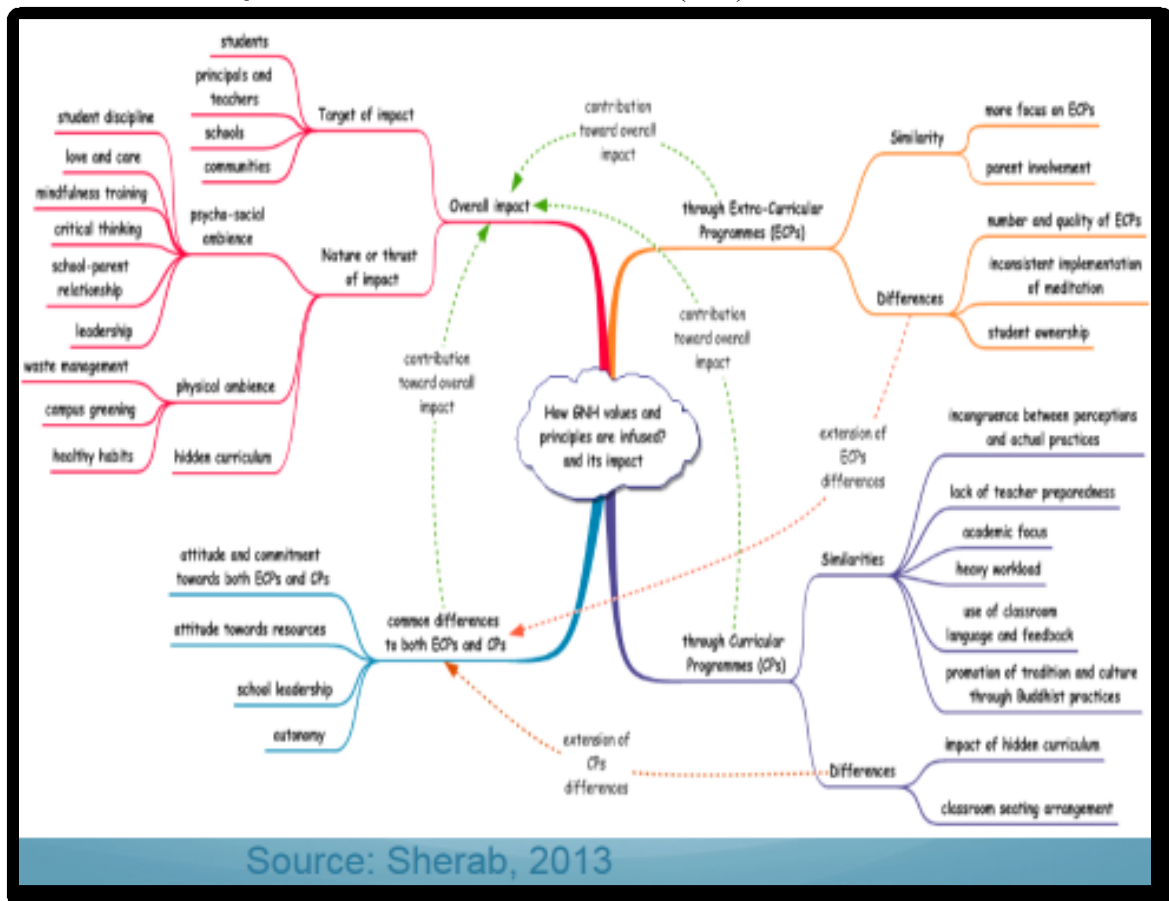 students
principals and
teachers
schools
communities
Target of impact
student discipline
love and care
mindfulness training
critical thinking
school-parent
relationship
leadership
psycho-social
ambience
waste management
campus greening
healthy habits
physical ambience
hidden curriculum
Nature or thrust
of impact
Overall impact
contribution
toward overall
impact
contribution
toward overall
impact
contribution
toward overall
impact
through Extra-Curricular
Programmes (ECPs)
Similarity
more focus on ECPs
parent involvement
Differences
number and quality of ECPs
inconsistent implementation
of meditation
student ownership
extension of
ECPs
differences
How GNH values and
principles are infused?
and its impact
through Curricular
Programmes (CPs)
Similarities
incongruence between perceptions
and actual practices
lack of teacher preparedness
academic focus
heavy workload
use of classroom
language and feedback
promotion of tradition and culture
through Buddhist practices
Differences
impact of hidden curriculum
classroom seating arrangement
extension of
CPs
differences
common differences
to both ECPs and CPs
attitude and commitment
towards both ECPs and CPs
attitude towards resources
school leadership
autonomy
Source: Sherab, 2013